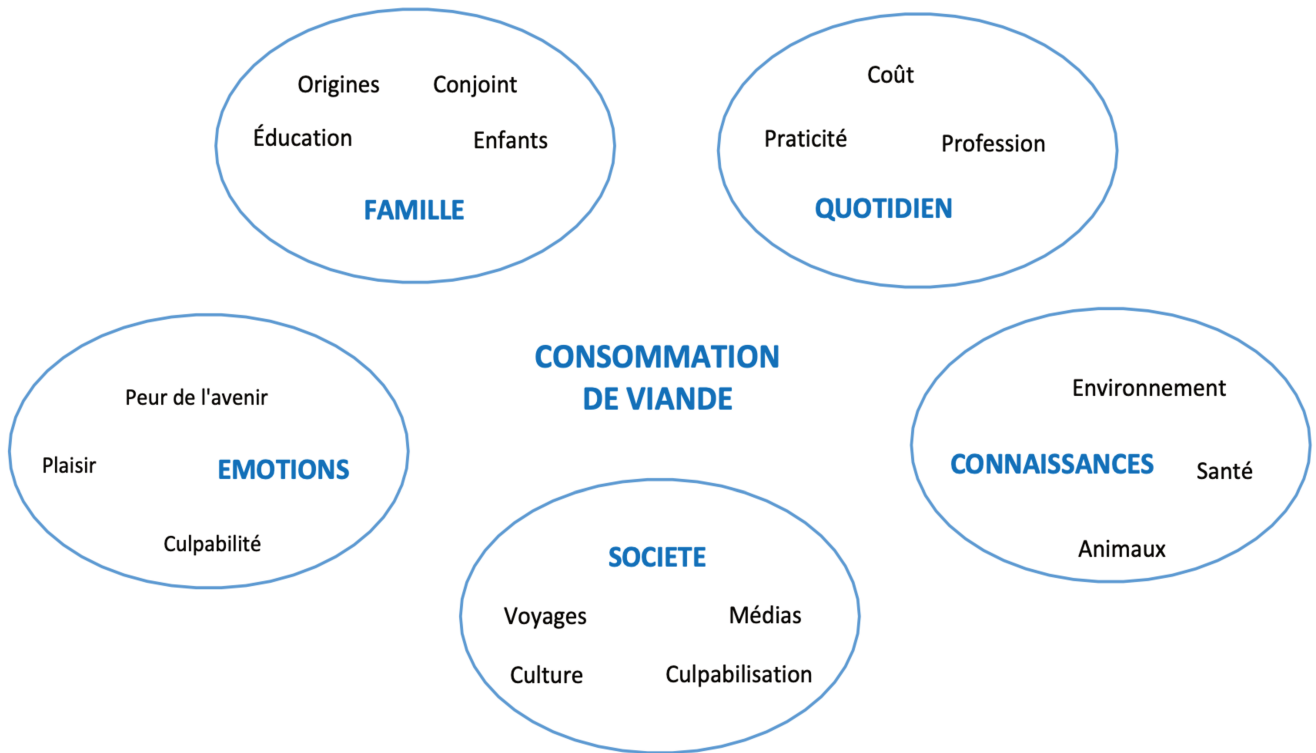 Origines
Conjoint
Éducation
Enfants
FAMILLE
Coût
Praticité
Profession
QUOTIDIEN
CONSOMMATION
DE VIANDE
Peur de l'avenir
Plaisir
EMOTIONS
Culpabilité
Environnement
CONNAISSANCES
Santé
Animaux
SOCIETE
Voyages
Médias
Culture
Culpabilisation